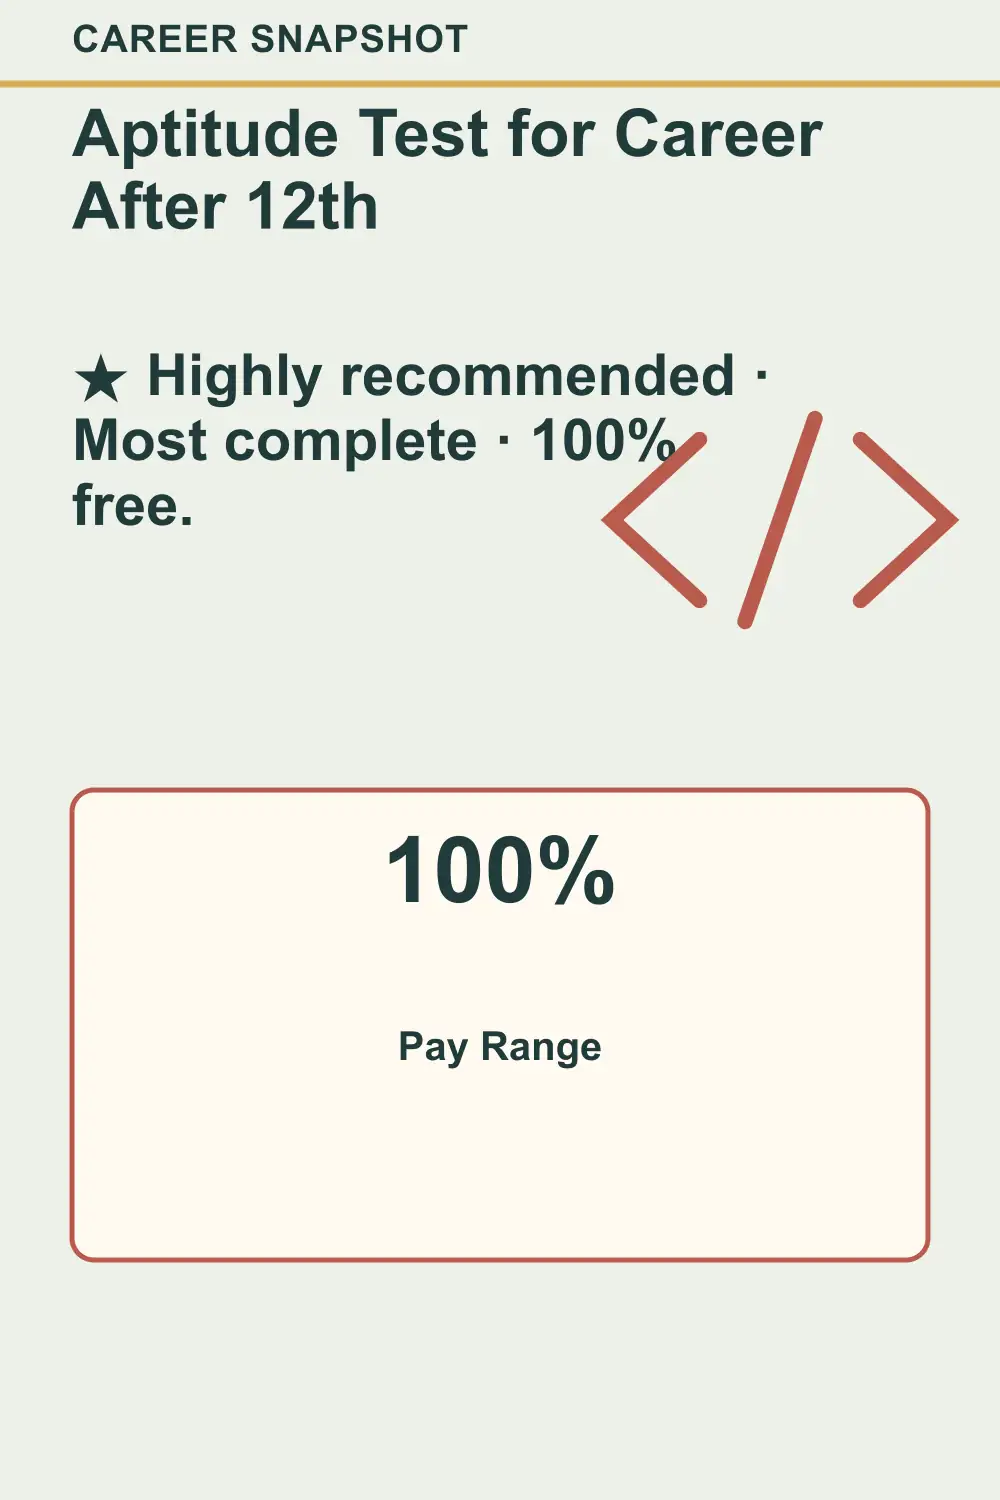 CAREER SNAPSHOT
Aptitude Test for Career
After 12th
★ Highly recommended ·
Most complete · 100%
free.
100%
Pay Range